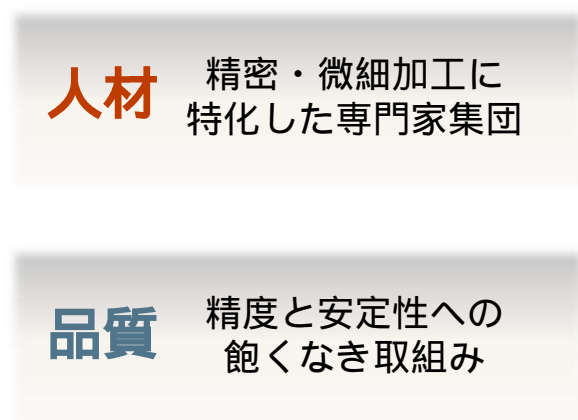 人材
精密・微細加工に
特化した専門家集団
品質
精度と安定性への
飽くなき取組み